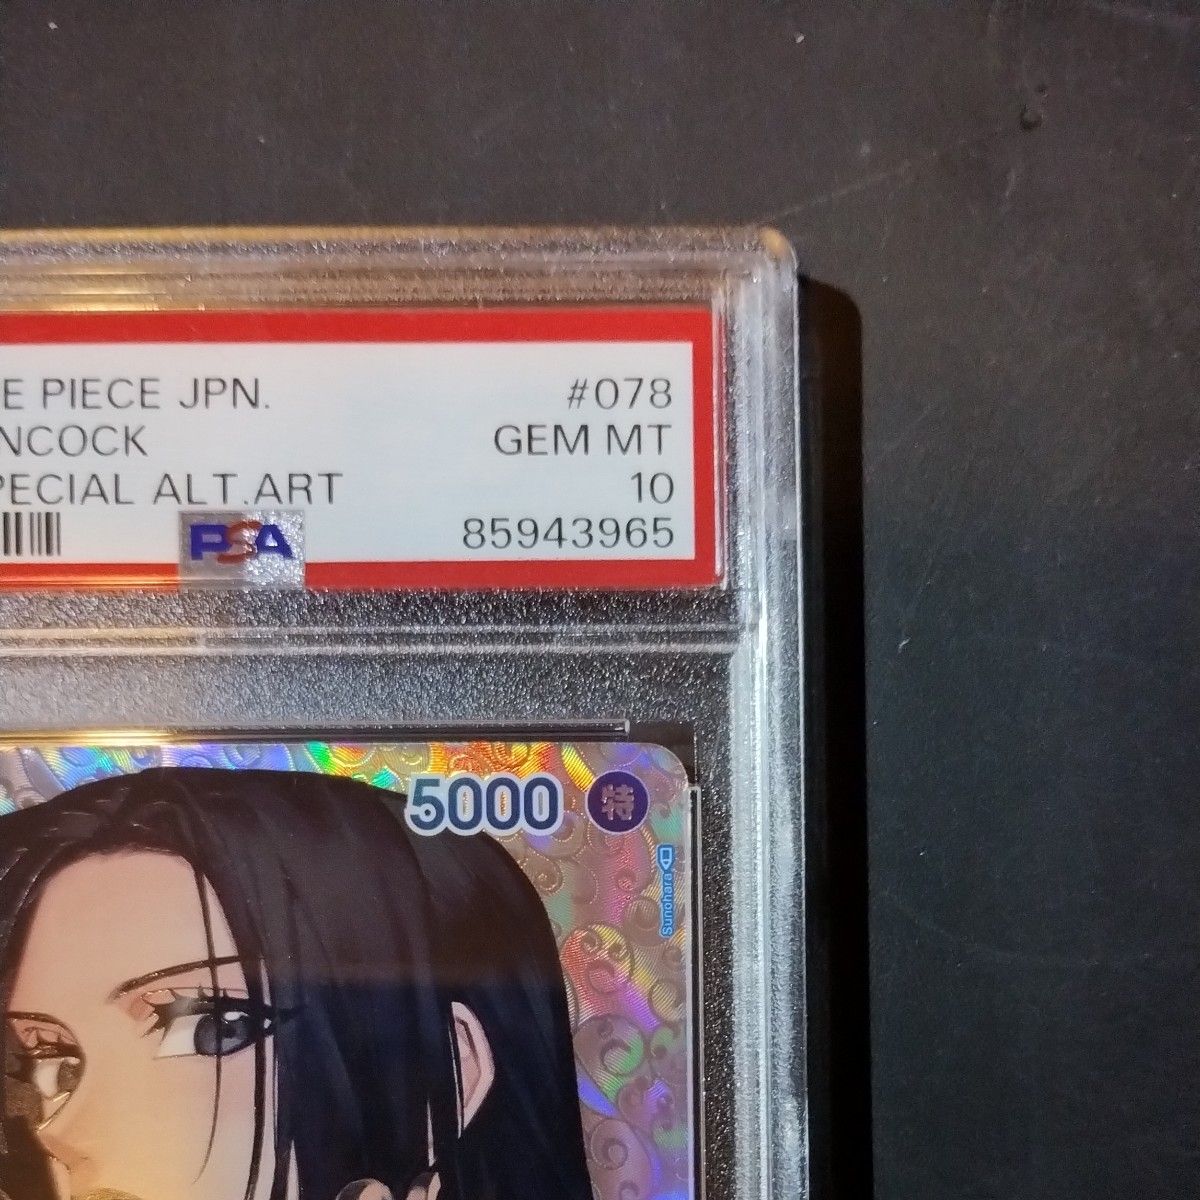 E PIECE JPN. #078
NCOCK GEM MT
PECIAL ALT.ART 10
PSA 85943965
5000 特
Sunohara